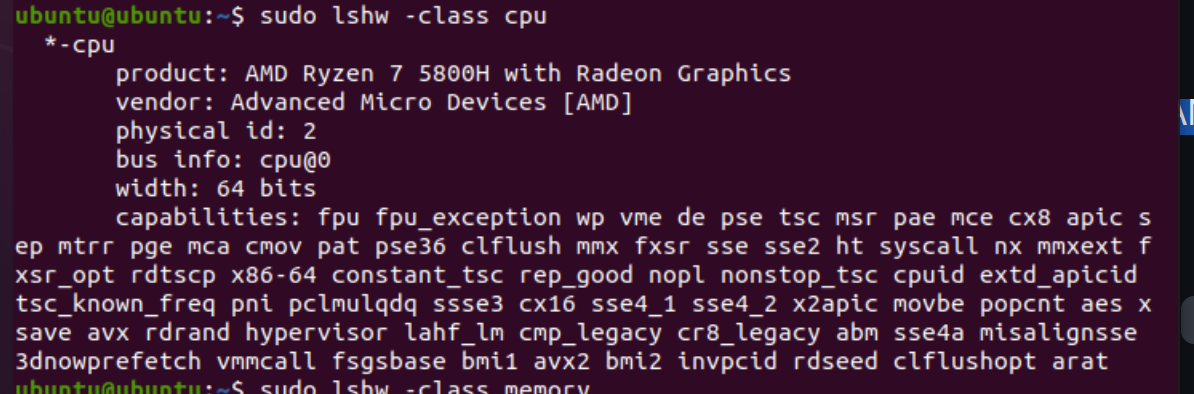 ubuntu@ubuntu:~$ sudo lshw -class cpu
  *-cpu
       product: AMD Ryzen 7 5800H with Radeon Graphics
       vendor: Advanced Micro Devices [AMD]
       physical id: 2
       bus info: cpu@0
       width: 64 bits
       capabilities: fpu fpu_exception wp vme de pse tsc msr pae mce cx8 apic s
ep mtrr pge mca cmov pat pse36 clflush mmx fxsr sse sse2 ht syscall nx mmxext f
xsr_opt rdtscp x86-64 constant_tsc rep_good nopl nonstop_tsc cpuid extd_apicid
tsc_known_freq pni pclmulqdq ssse3 cx16 sse4_1 sse4_2 x2apic movbe popcnt aes x
save avx rdrand hypervisor lahf_lm cmp_legacy cr8_legacy abm sse4a misalignsse
3dnowprefetch vmmcall fsgsbase bmi1 avx2 bmi2 invpcid rdseed clflushopt arat
ubuntu@ubuntu:~$ sudo lshw -class memory